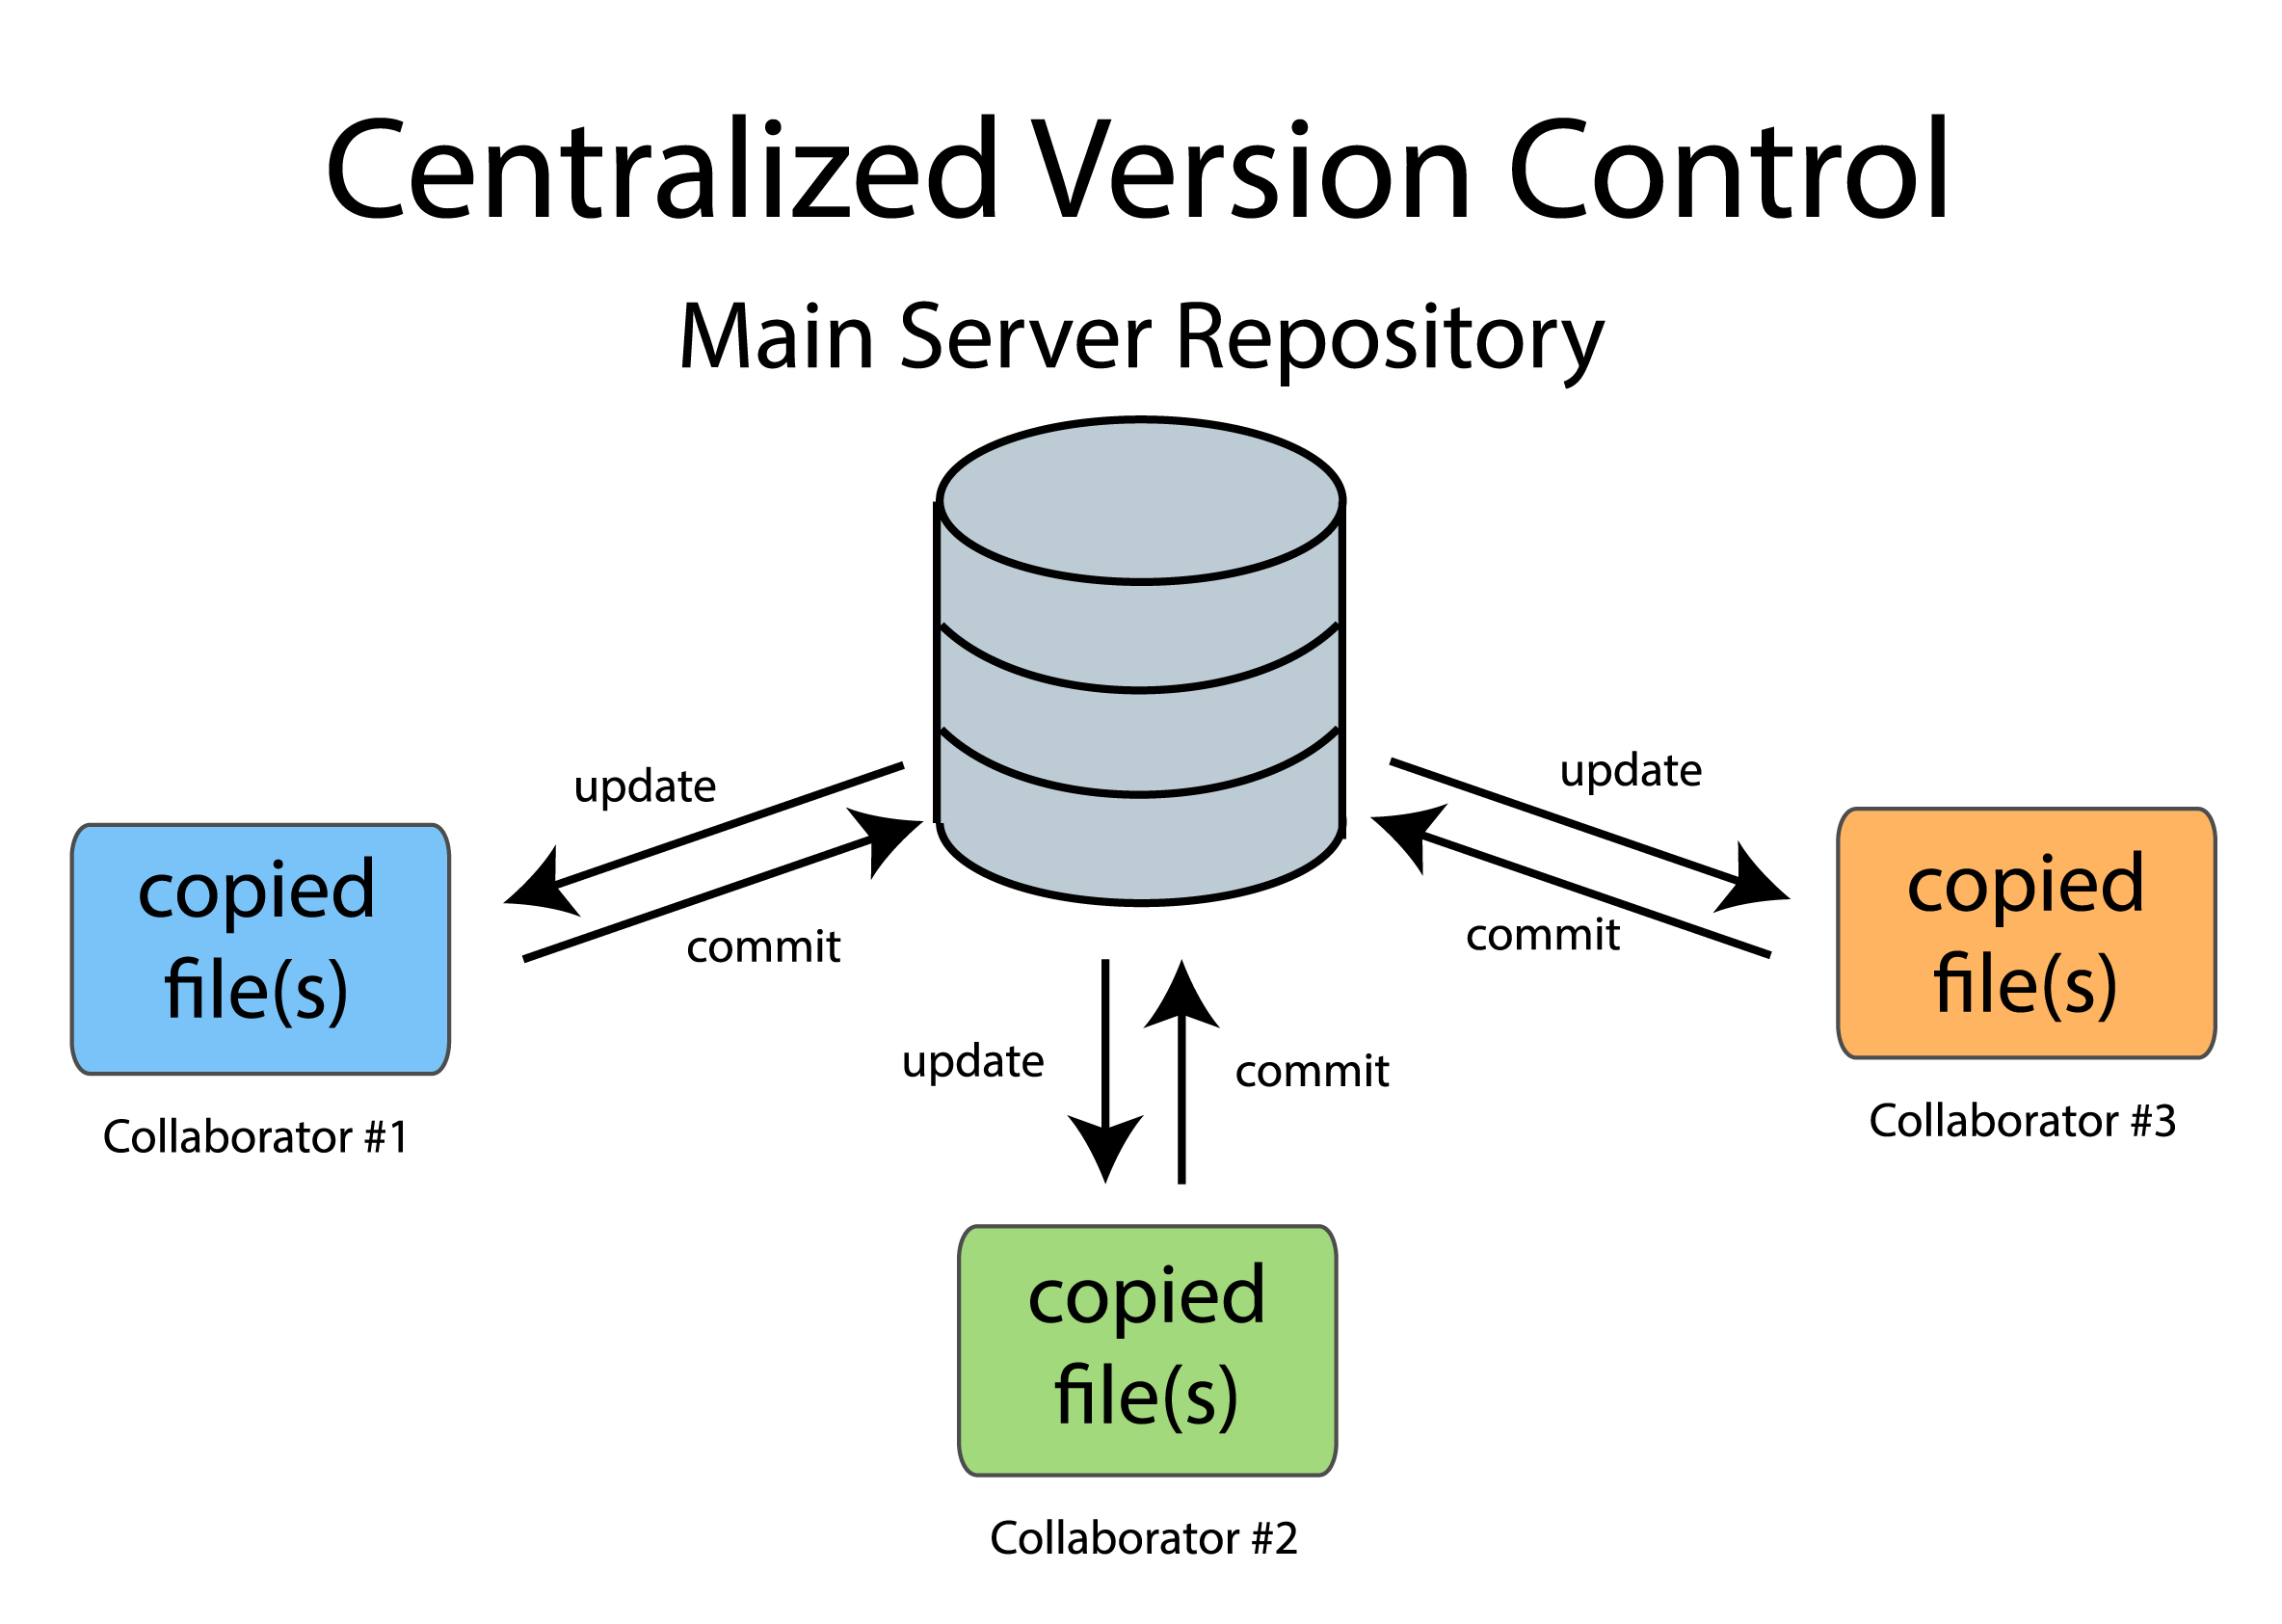 Centralized Version Control
Main Server Repository
update
commit
update
commit
update
commit
copied
file(s)
Collaborator #1
copied
file(s)
Collaborator #3
copied
file(s)
Collaborator #2